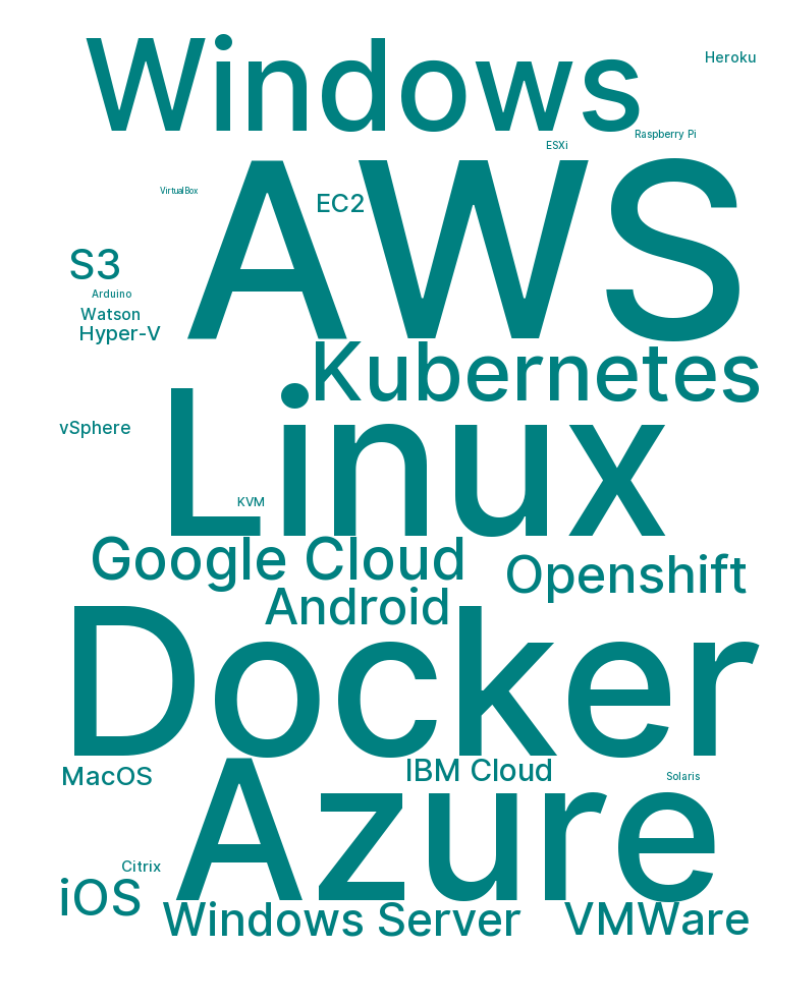 Windows
Heroku
Raspberry Pi
ESXi
VirtualBox
AWS
EC2
S3
Arduino
Watson
Hyper-V
Kubernetes
vSphere
Linux
KVM
Google Cloud
Openshift
Android
Docker
MacOS
IBM Cloud
Solaris
Azure
Citrix
iOS
Windows Server
VMWare